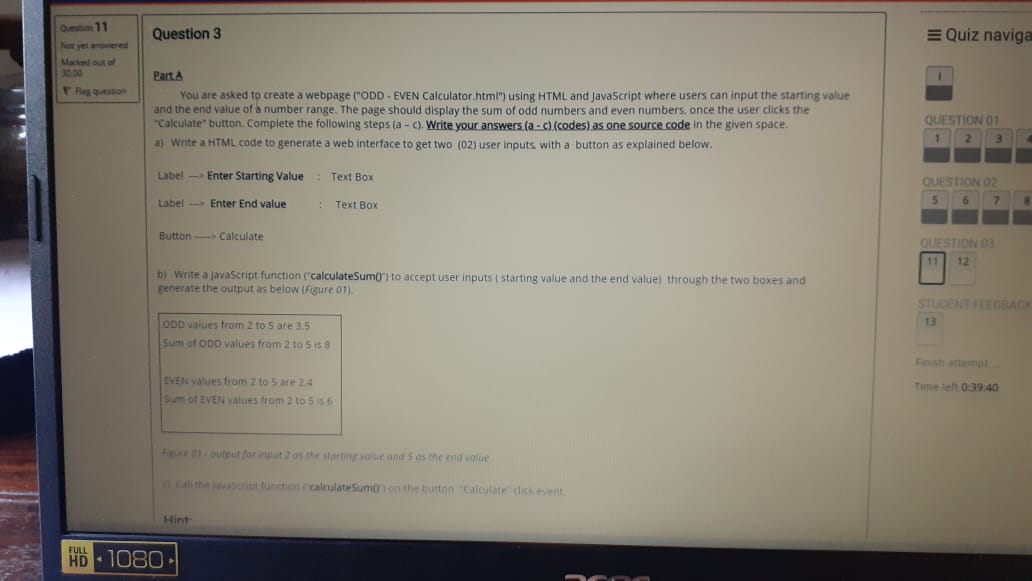 Question 11
Not yet answered
Marked out of
30.00
Flag question
Question 3
Part A
You are asked to create a webpage ("ODD - EVEN Calculator.html") using HTML and JavaScript where users can input the starting value
and the end value of a number range. The page should display the sum of odd numbers and even numbers, once the user clicks the
"Calculate" button. Complete the following steps (a – c). Write your answers (a - c) (codes) as one source code in the given space.
a) Write a HTML code to generate a web interface to get two (02) user inputs, with a button as explained below.
Label ---> Enter Starting Value : Text Box
Label ---> Enter End value : Text Box
Button -----> Calculate
b) Write a JavaScript function ("calculateSum()") to accept user inputs ( starting value and the end value) through the two boxes and
generate the output as below (Figure 01).
ODD values from 2 to 5 are 3,5
Sum of ODD values from 2 to 5 is 8
EVEN values from 2 to 5 are 2,4
Sum of EVEN values from 2 to 5 is 6
Figure 01 - output for input 2 as the starting value and 5 as the end value
c) Call the JavaScript function ("calculateSum()") on the button "Calculate" click event.
Hint:
Quiz naviga
i
QUESTION 01
1 2 3 4
QUESTION 02
5 6 7 8
QUESTION 03
11 12
STUDENT FEEDBACK
13
Finish attempt ...
Time left 0:39:40
FULL HD 1080